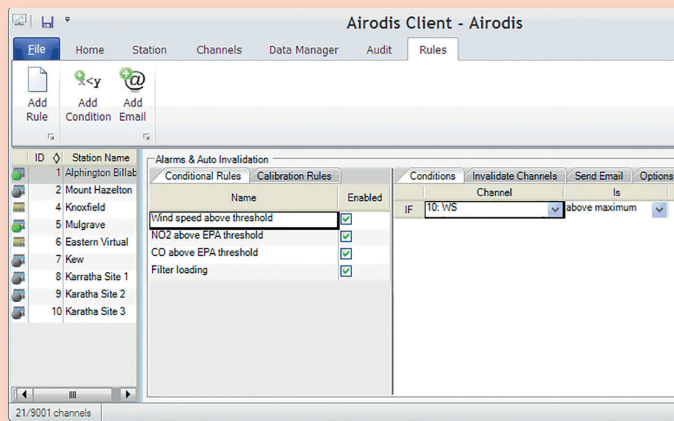 Airodis Client - Airodis
File Home Station Channels Data Manager Audit Rules
x<y @
Add Rule
Add Condition
Add Email
ID Station Name
1 Alphington Billab
2 Mount Hazelton
4 Knoxfield
5 Mulgrave
6 Eastern Virtual
7 Kew
8 Karratha Site 1
9 Karatha Site 2
10 Karatha Site 3
Alarms & Auto Invalidation
Conditional Rules Calibration Rules
Name Enabled
Wind speed above threshold
NO2 above EPA threshold
CO above EPA threshold
Filter loading
Conditions Invalidate Channels Send Email Options
Channel Is
IF 10: WS above maximum
21/9001 channels